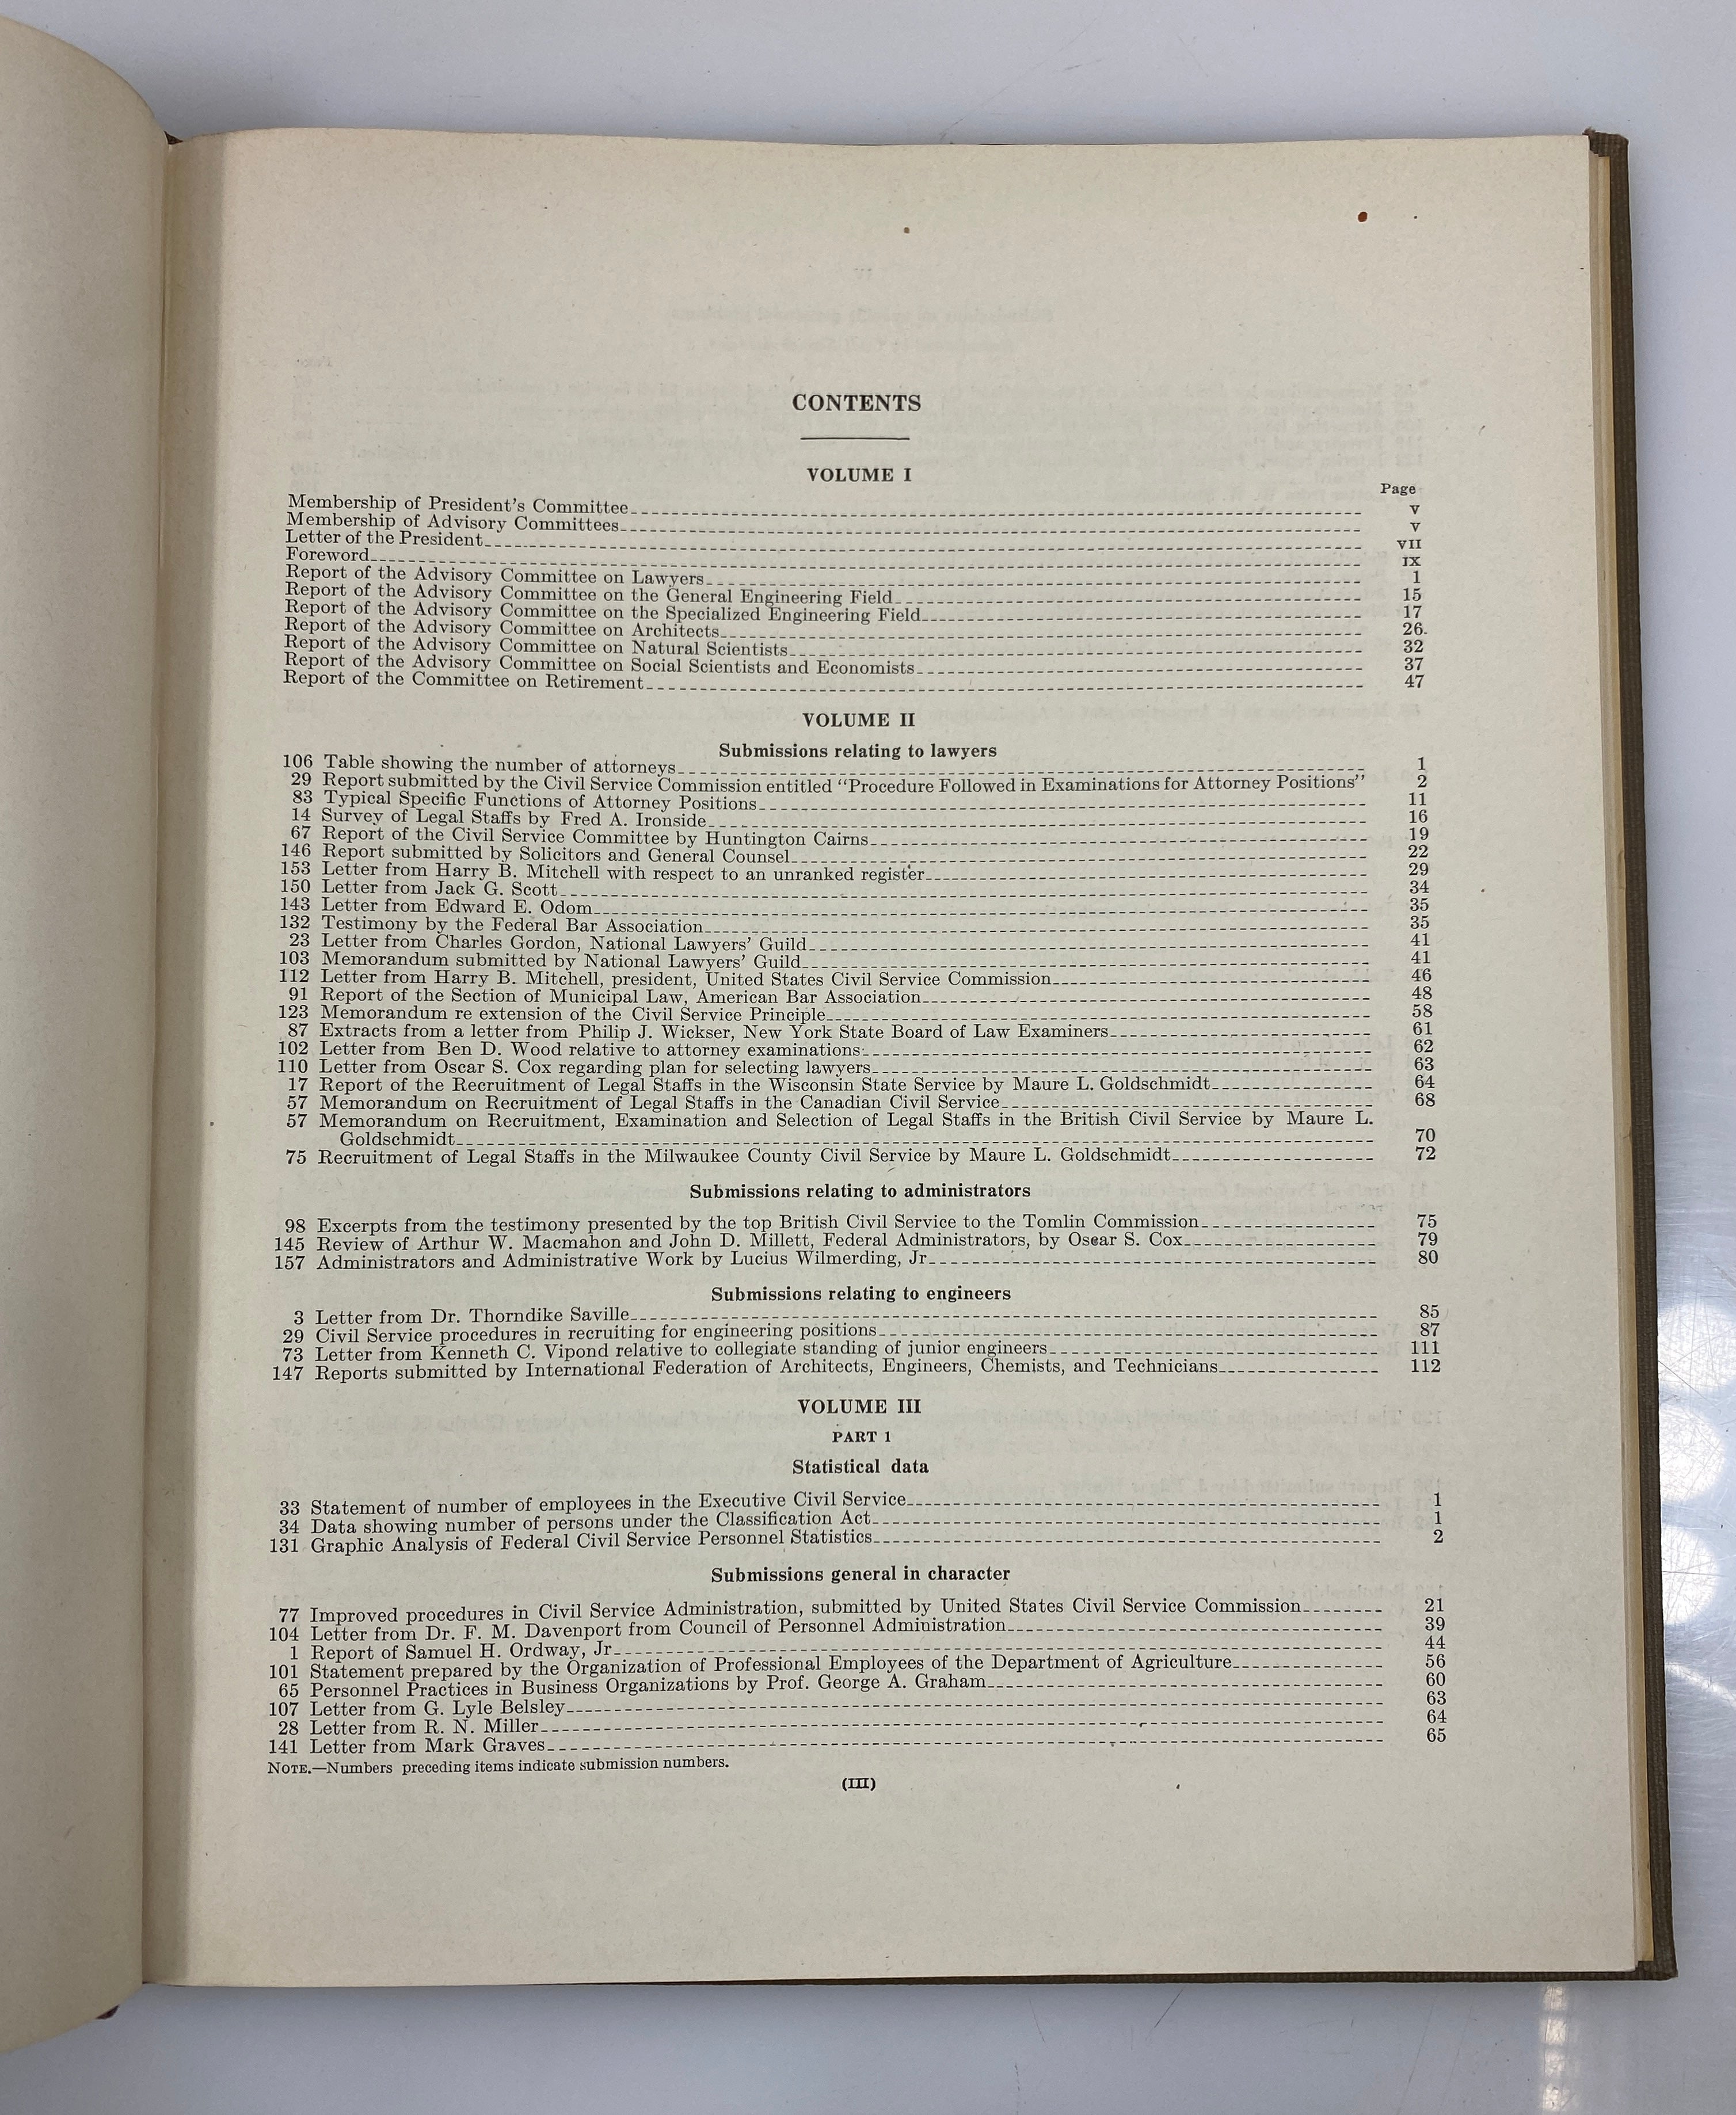 CONTENTS
VOLUME I
Page
Membership of President's Committee v
Membership of Advisory Committees v
Letter of the President VII
Foreword IX
Report of the Advisory Committee on Lawyers 1
Report of the Advisory Committee on the General Engineering Field 15
Report of the Advisory Committee on the Specialized Engineering Field 17
Report of the Advisory Committee on Architects 26
Report of the Advisory Committee on Natural Scientists 32
Report of the Advisory Committee on Social Scientists and Economists 37
Report of the Committee on Retirement 47
VOLUME II
Submissions relating to lawyers
106 Table showing the number of attorneys 1
29 Report submitted by the Civil Service Commission entitled "Procedure Followed in Examinations for Attorney Positions" 2
83 Typical Specific Functions of Attorney Positions 11
14 Survey of Legal Staffs by Fred A. Ironside 16
67 Report of the Civil Service Committee by Huntington Cairns 19
146 Report submitted by Solicitors and General Counsel 22
153 Letter from Harry B. Mitchell with respect to an unranked register 29
150 Letter from Jack G. Scott 34
143 Letter from Edward E. Odom 35
132 Testimony by the Federal Bar Association 35
23 Letter from Charles Gordon, National Lawyers' Guild 41
103 Memorandum submitted by National Lawyers' Guild 41
112 Letter from Harry B. Mitchell, president, United States Civil Service Commission 46
91 Report of the Section of Municipal Law, American Bar Association 48
123 Memorandum re extension of the Civil Service Principle 58
87 Extracts from a letter from Philip J. Wickser, New York State Board of Law Examiners 61
102 Letter from Ben D. Wood relative to attorney examinations 62
110 Letter from Oscar S. Cox regarding plan for selecting lawyers 63
17 Report of the Recruitment of Legal Staffs in the Wisconsin State Service by Maure L. Goldschmidt 64
57 Memorandum on Recruitment of Legal Staffs in the Canadian Civil Service 68
57 Memorandum on Recruitment, Examination and Selection of Legal Staffs in the British Civil Service by Maure L.
Goldschmidt 70
75 Recruitment of Legal Staffs in the Milwaukee County Civil Service by Maure L. Goldschmidt 72
Submissions relating to administrators
98 Excerpts from the testimony presented by the top British Civil Service to the Tomlin Commission 75
145 Review of Arthur W. Macmahon and John D. Millett, Federal Administrators, by Oscar S. Cox 79
157 Administrators and Administrative Work by Lucius Wilmerding, Jr 80
Submissions relating to engineers
3 Letter from Dr. Thorndike Saville 85
29 Civil Service procedures in recruiting for engineering positions 87
73 Letter from Kenneth C. Vipond relative to collegiate standing of junior engineers 111
147 Reports submitted by International Federation of Architects, Engineers, Chemists, and Technicians 112
VOLUME III
PART 1
Statistical data
33 Statement of number of employees in the Executive Civil Service 1
34 Data showing number of persons under the Classification Act 1
131 Graphic Analysis of Federal Civil Service Personnel Statistics 2
Submissions general in character
77 Improved procedures in Civil Service Administration, submitted by United States Civil Service Commission 21
104 Letter from Dr. F. M. Davenport from Council of Personnel Administration 39
1 Report of Samuel H. Ordway, Jr 44
101 Statement prepared by the Organization of Professional Employees of the Department of Agriculture 56
65 Personnel Practices in Business Organizations by Prof. George A. Graham 60
107 Letter from G. Lyle Belsley 63
28 Letter from R. N. Miller 64
141 Letter from Mark Graves 65
NOTE.—Numbers preceding items indicate submission numbers.
(III)